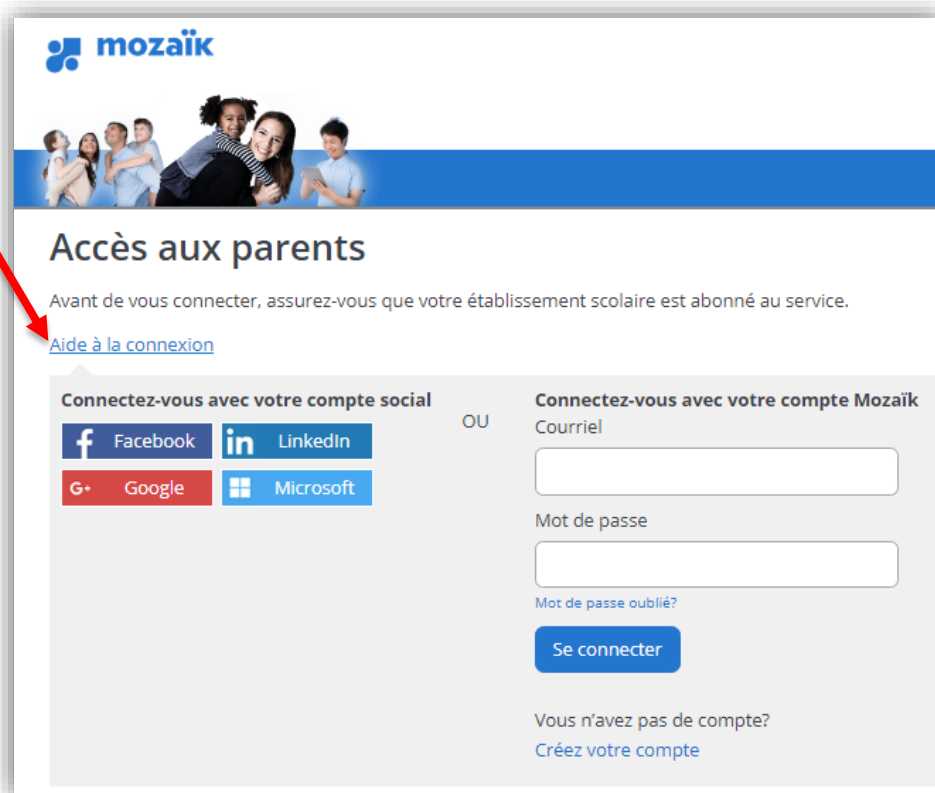 mozaïk
Accès aux parents
Avant de vous connecter, assurez-vous que votre établissement scolaire est abonné au service.
Aide à la connexion
Connectez-vous avec votre compte social
f Facebook
in LinkedIn
G+ Google
Microsoft
OU
Connectez-vous avec votre compte Mozaïk
Courriel
Mot de passe
Mot de passe oublié?
Se connecter
Vous n’avez pas de compte?
Créez votre compte